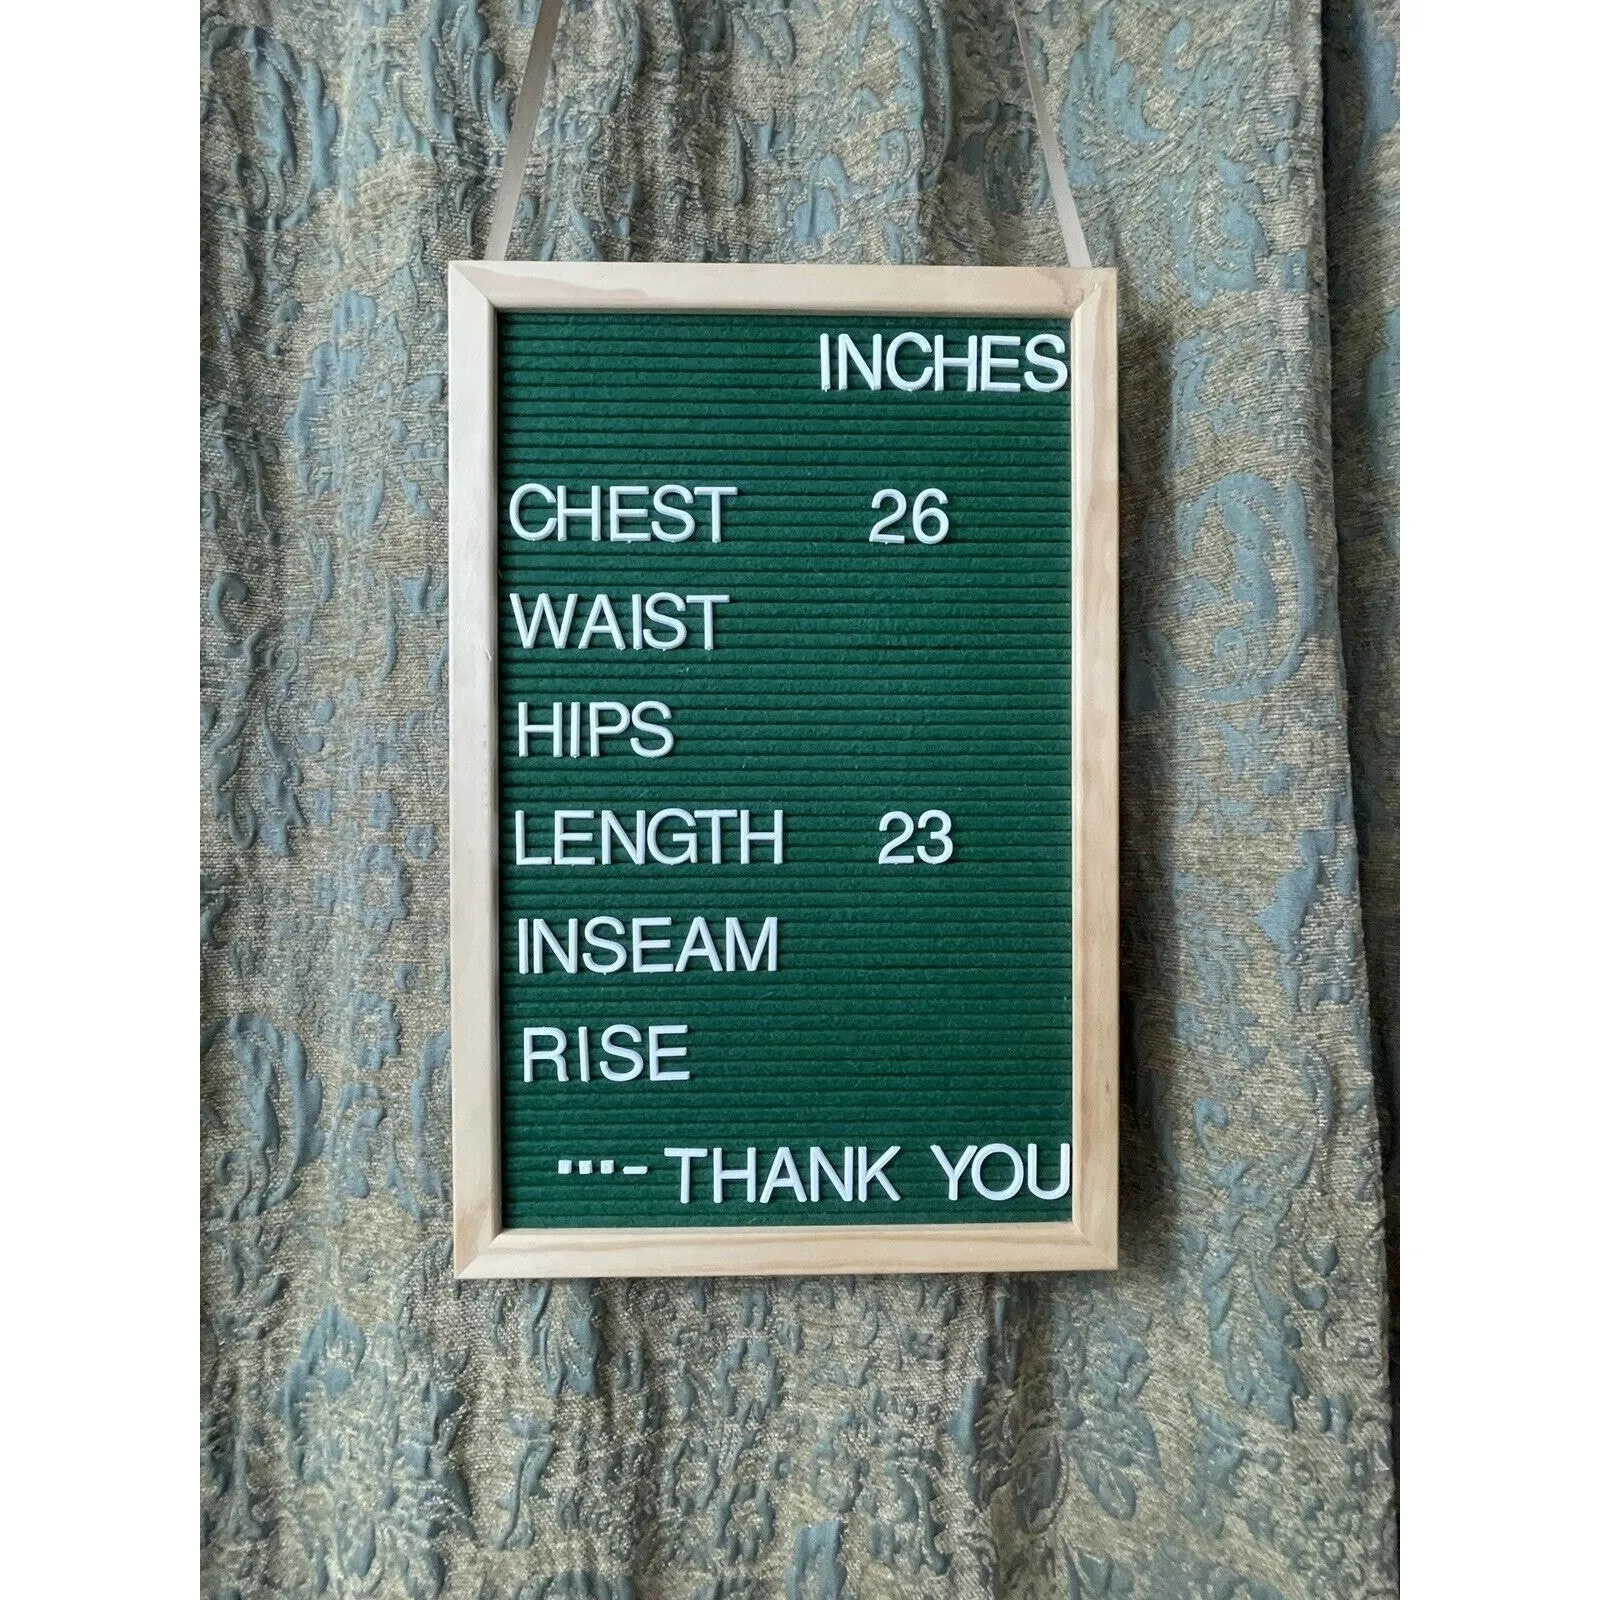 INCHES
CHEST 26
WAIST
HIPS
LENGTH 23
INSEAM
RISE
...-THANK YOU